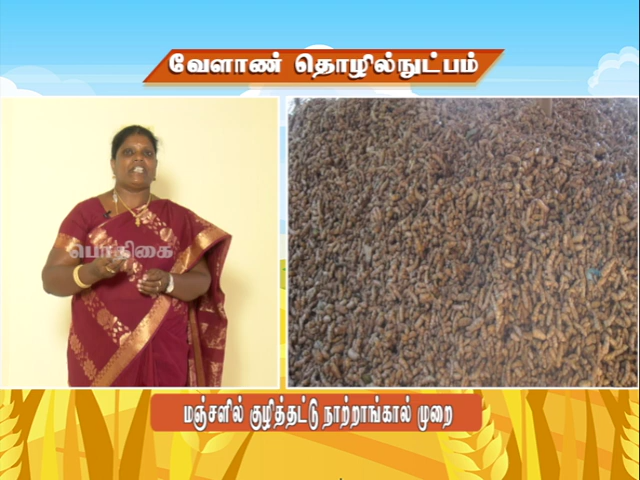 வேளாண் தொழில்நுட்பம்
பொதிகை
மஞ்சளில் குழித்தட்டு நாற்றாங்கால் முறை